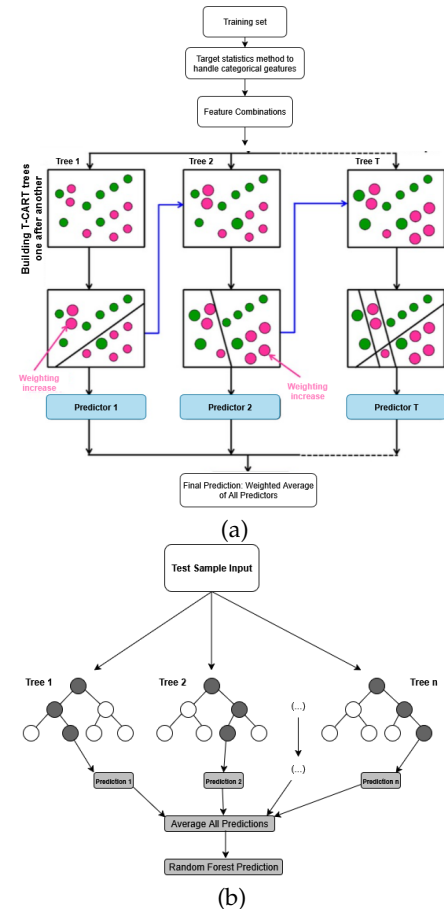 Training set
Target statistics method to
handle categorical geatures
Feature Combinations
Building T-CART trees
one after another
Tree 1
Tree 2
Tree T
Weighting
increase
Weighting
increase
Predictor 1
Predictor 2
Predictor T
Final Prediction: Weighted Average
of All Predictors
(a)
Test Sample Input
Tree 1
Tree 2
Tree n
(...)
(...)
Prediction 1
Prediction 2
Prediction n
Average All Predictions
Random Forest Prediction
(b)